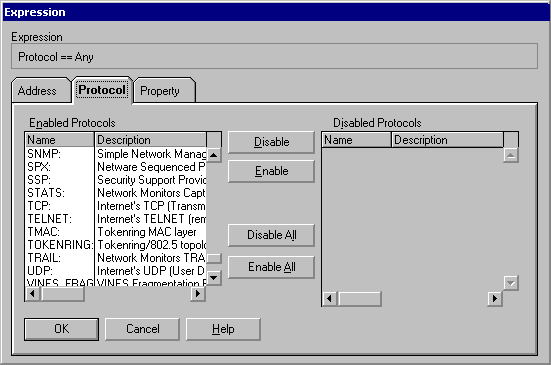 Expression
Expression
Protocol == Any
Address Protocol Property
Enabled Protocols
Name Description
SNMP: Simple Network Manag
SPX: Netware Sequenced P
SSP: Security Support Provid
STATS: Network Monitors Capt
TCP: Internet's TCP (Transm
TELNET: Internet's TELNET (rem
TMAC: Tokenring MAC layer
TOKENRING: Tokenring/802.5 topolo
TRAIL: Network Monitors TRA
UDP: Internet's UDP (User D
VINES_FRAG VINES Fragmentation P
Disable
Enable
Disable All
Enable All
Disabled Protocols
Name Description
OK Cancel Help